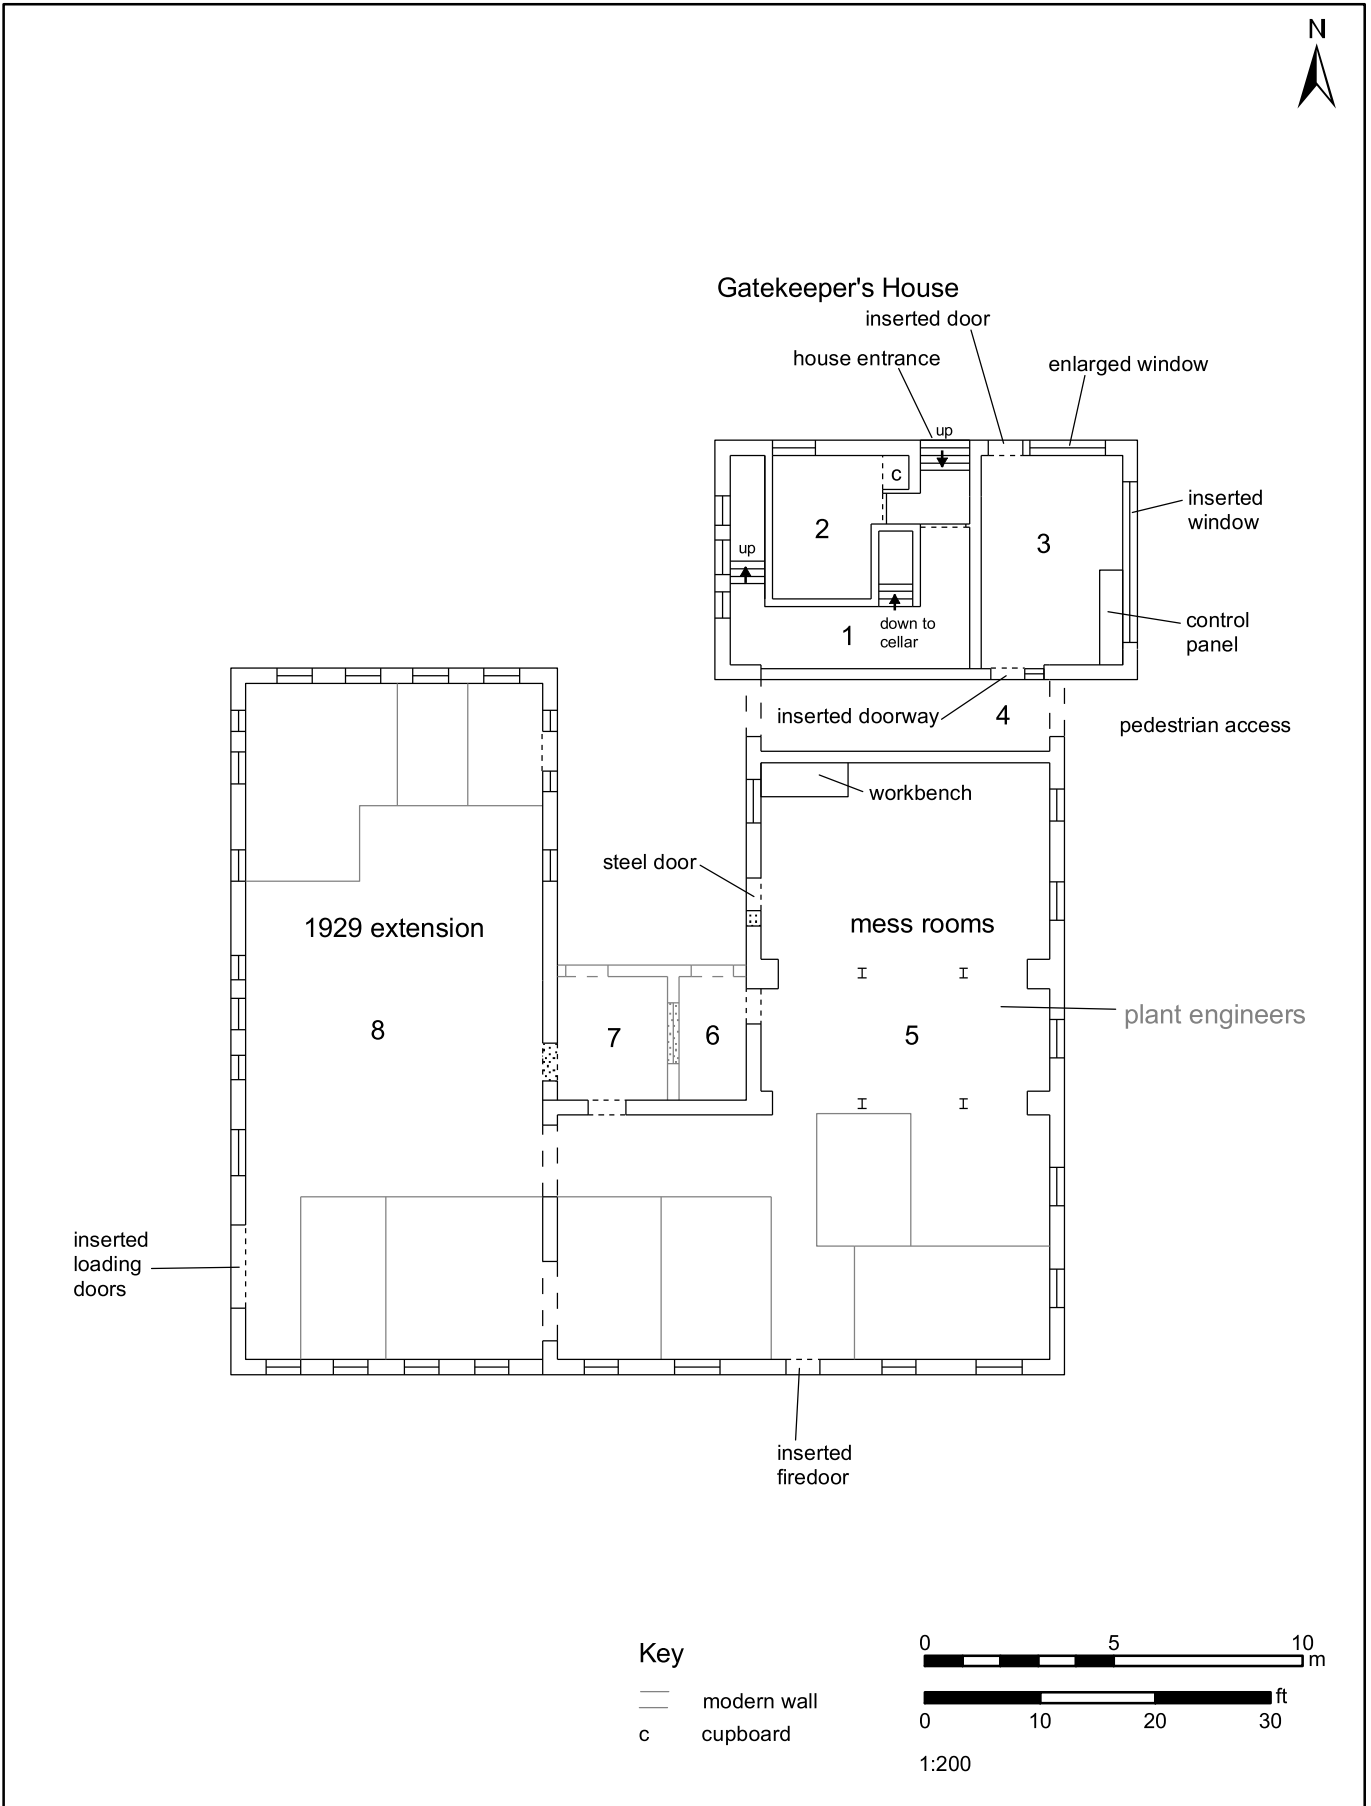 N
Gatekeeper's House
inserted door
house entrance
enlarged window
up
c
inserted
window
2
3
up
control
panel
1
down to
cellar
inserted doorway
4
pedestrian access
workbench
steel door
1929 extension
mess rooms
plant engineers
8
7
6
5
inserted
loading
doors
inserted
firedoor
Key
modern wall
c cupboard
0 5 10
m
ft
0 10 20 30
1:200